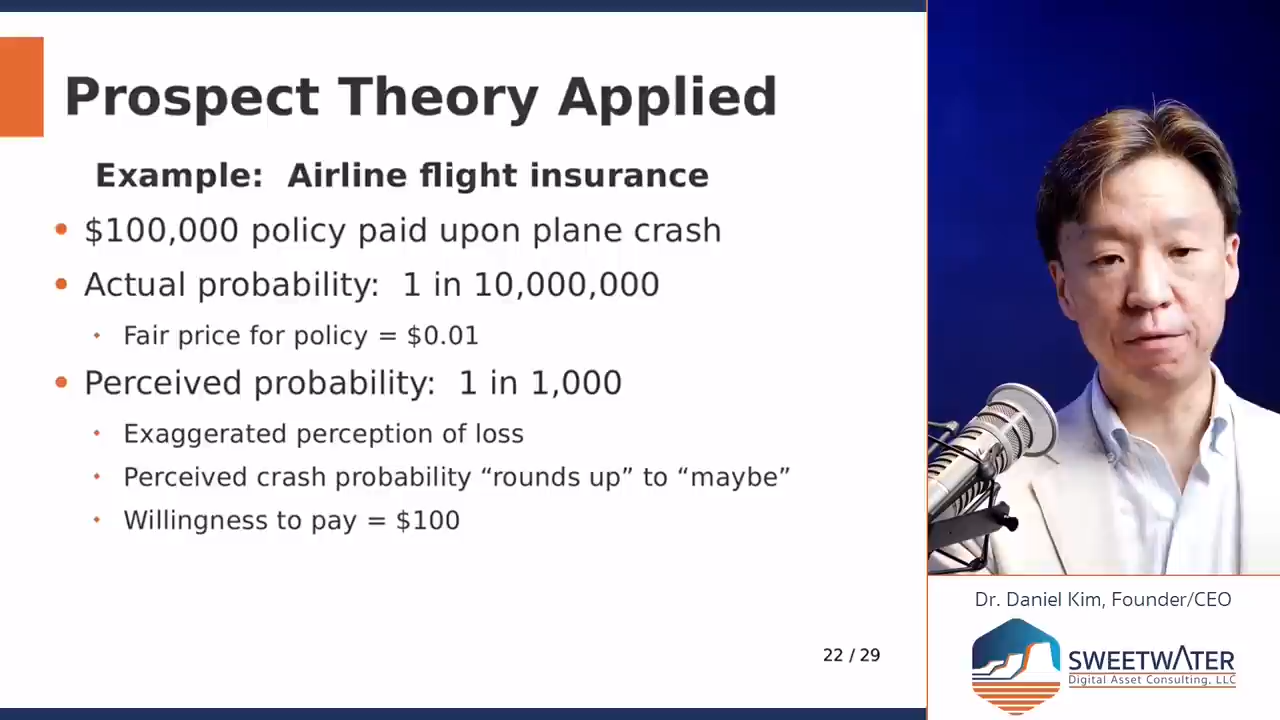 Prospect Theory Applied
Example: Airline flight insurance
• $100,000 policy paid upon plane crash
• Actual probability: 1 in 10,000,000
• Fair price for policy = $0.01
• Perceived probability: 1 in 1,000
• Exaggerated perception of loss
• Perceived crash probability “rounds up” to “maybe”
• Willingness to pay = $100
22 / 29
Dr. Daniel Kim, Founder/CEO
SWEETWATER
Digital Asset Consulting, LLC